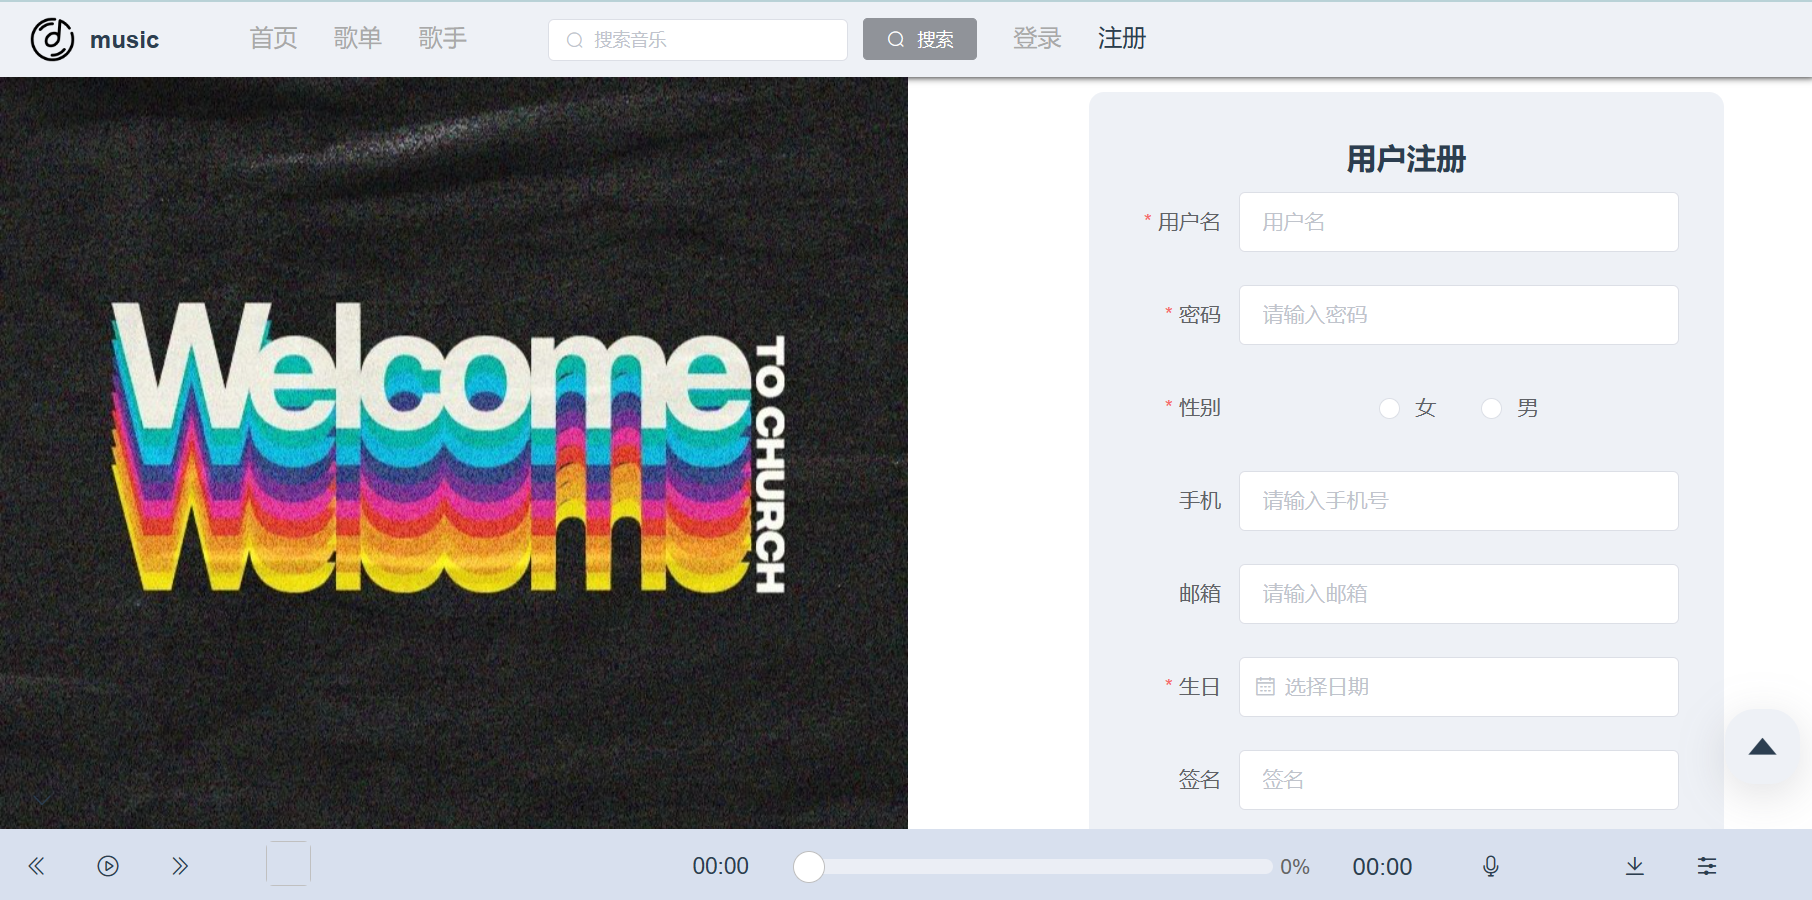 music 首页 歌单 歌手 搜索音乐 搜索 登录 注册
Welcome
TO CHURCH
用户注册
* 用户名 用户名
* 密码 请输入密码
* 性别 女 男
手机 请输入手机号
邮箱 请输入邮箱
* 生日 选择日期
签名 签名
00:00 0% 00:00